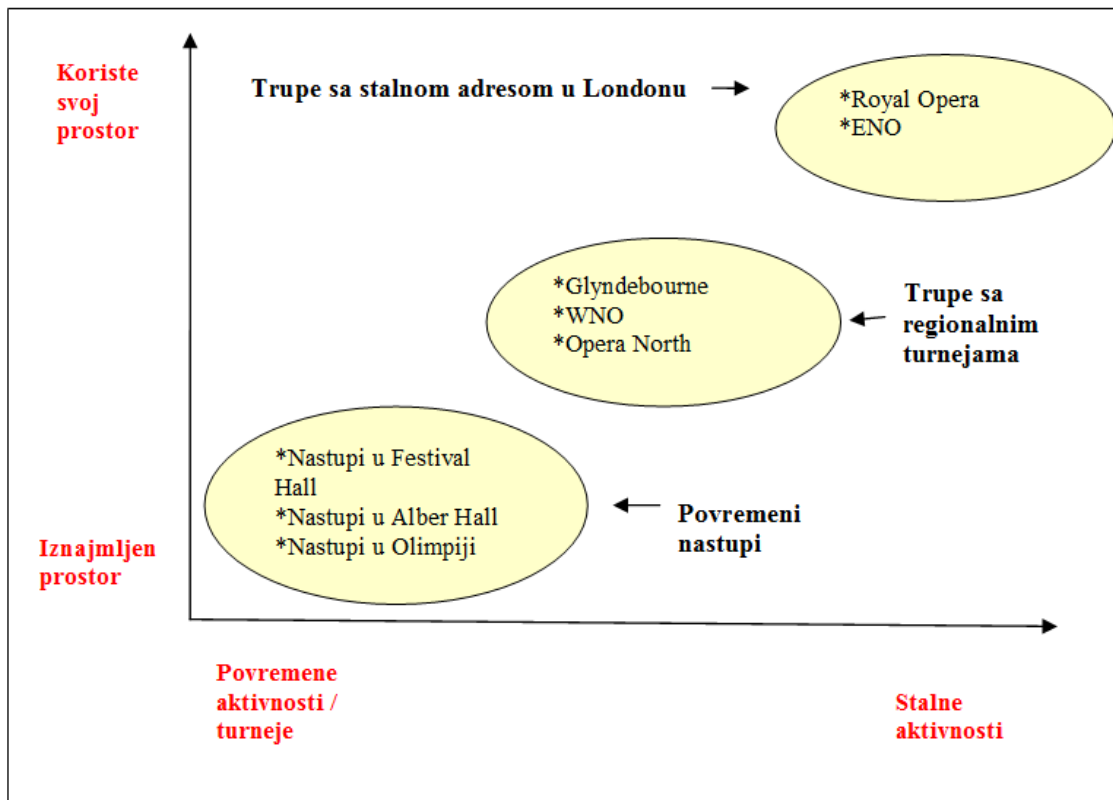 Koriste
svoj
prostor
Trupe sa stalnom adresom u Londonu
*Royal Opera
*ENO
*Glyndebourne
*WNO
*Opera North
Trupe sa
regionalnim
turnejama
*Nastupi u Festival
Hall
*Nastupi u Alber Hall
*Nastupi u Olimpiji
Povremeni
nastupi
Iznajmljen
prostor
Povremene
aktivnosti /
turneje
Stalne
aktivnosti